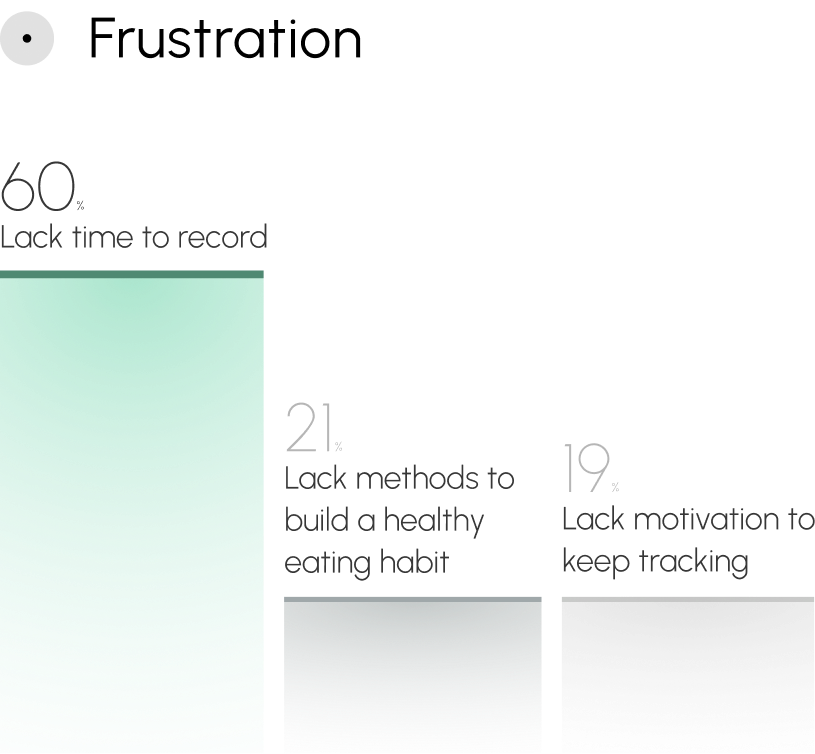 Frustration
60%
Lack time to record
21%
Lack methods to
build a healthy
eating habit
19%
Lack motivation to
keep tracking